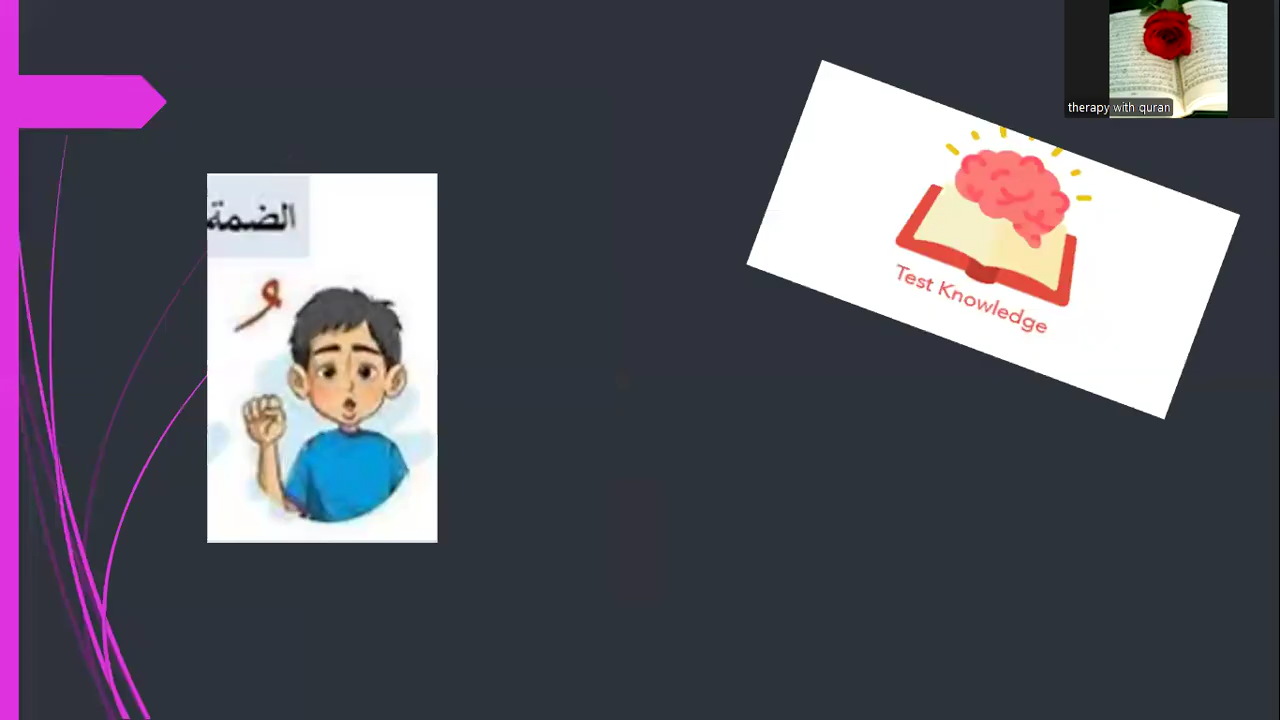 therapy with quran
الضمة
Test Knowledge